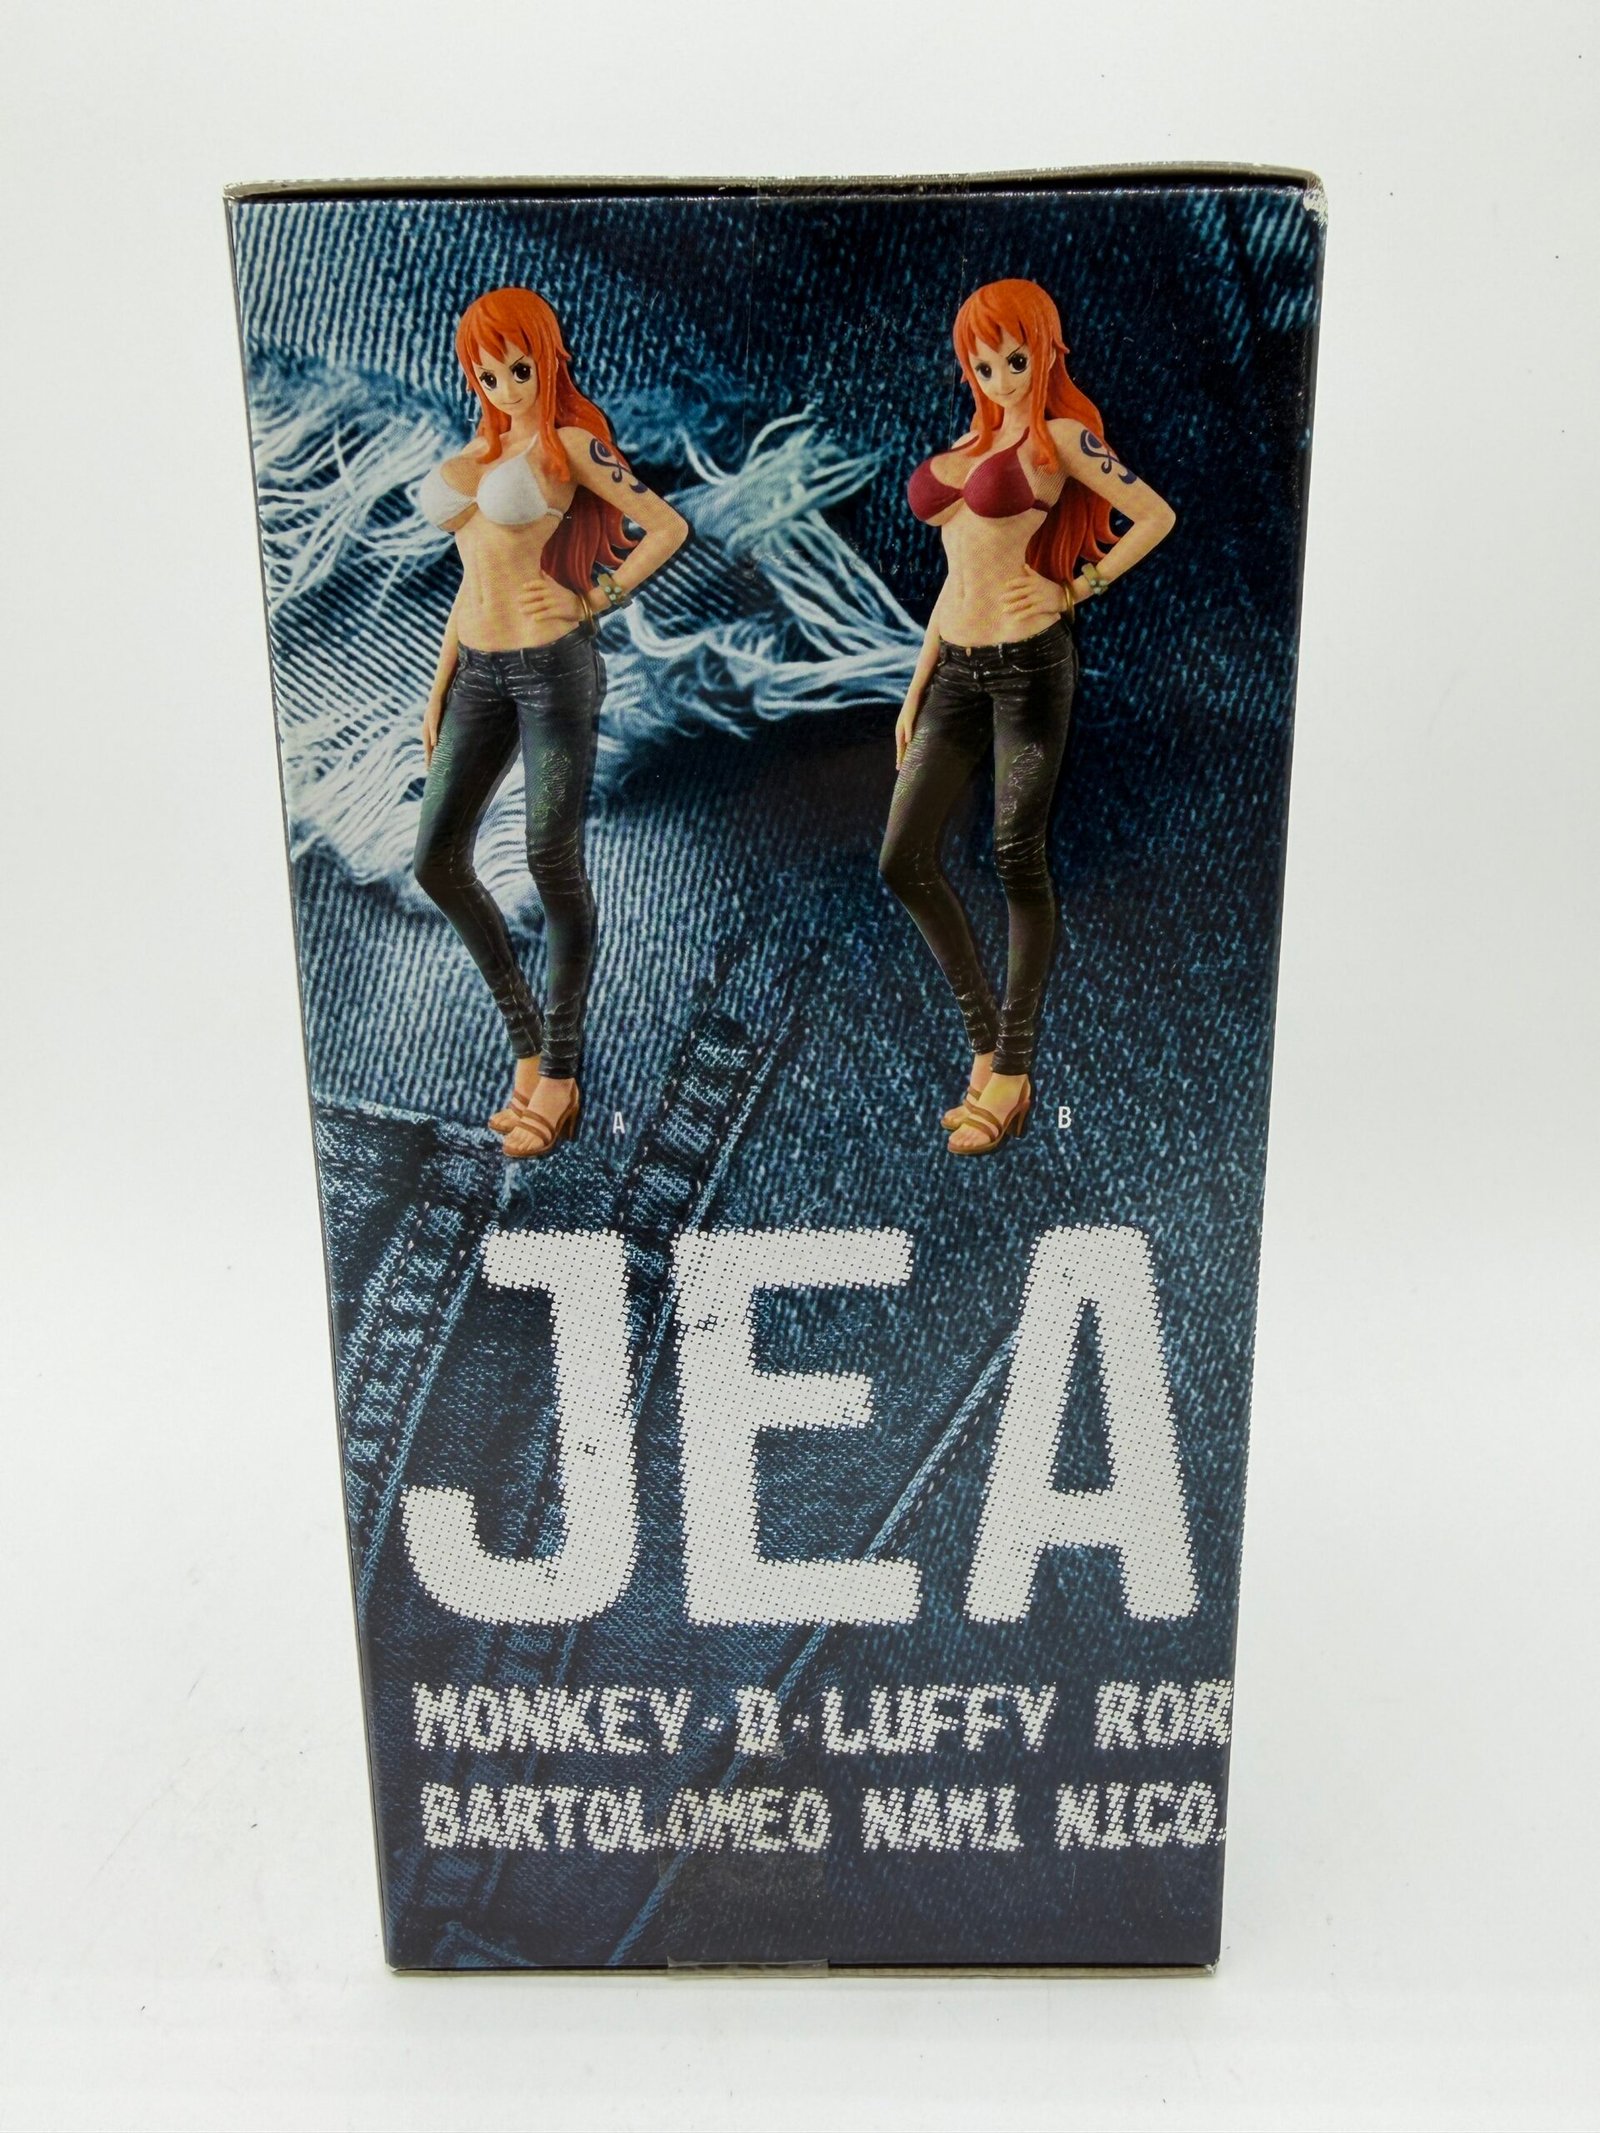 A B
JEA
MONKEY·D·LUFFY ROR
BARTOLOMEO NAMI NICO